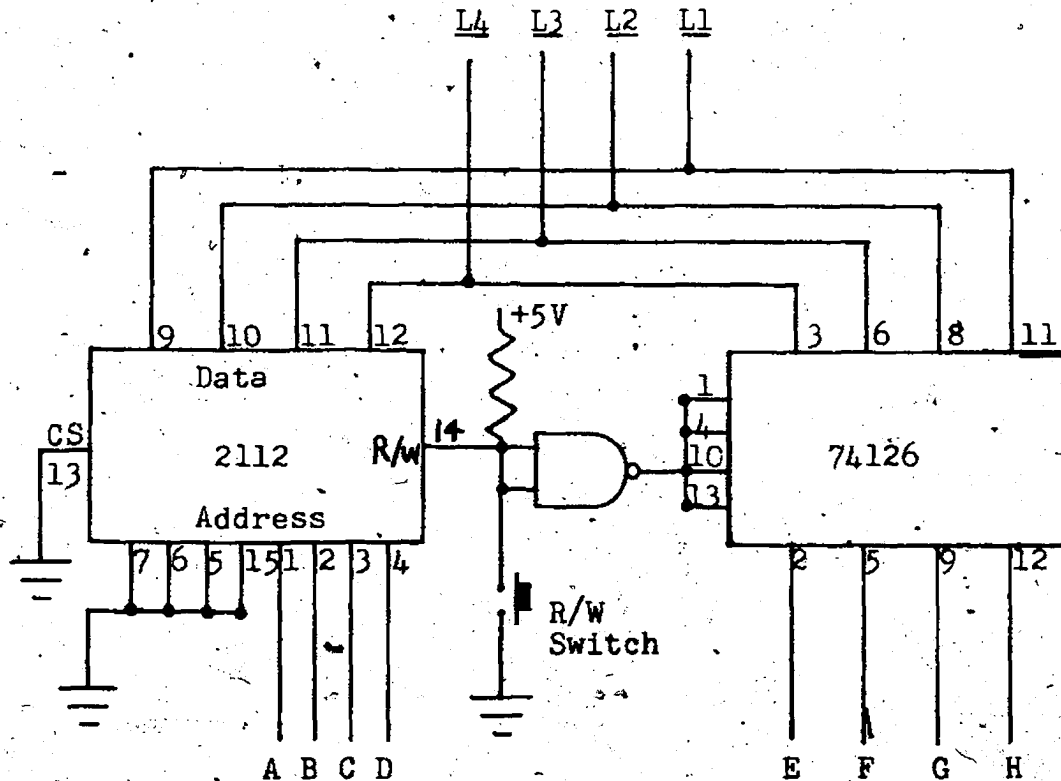 L4 L3 L2 L1
+5V
9 10 11 12
3 6 8 11
Data
1
CS
13
2112
R/W 14
4
10
74126
13
Address
7 6 5 15 1 2 3 4
2 5 9 12
R/W
Switch
A B C D
E F G H